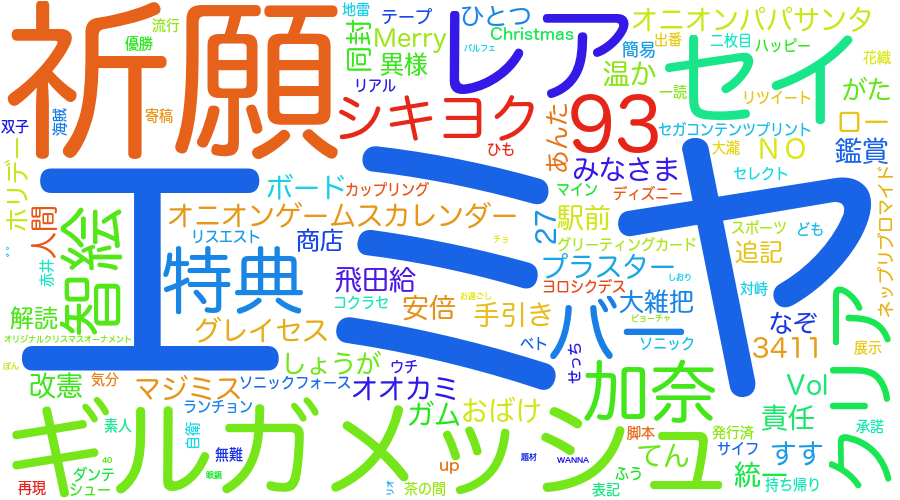 地雷
流行
優勝
祈願
寄稿
双子
海賊
テープ
同封
Merry
異様
リアル
ひとつ
レア
Christmas
パルフェ
オニオンパパサンタ
簡易
出番
二枚目
ハッピー
花織
温か
セイ
一読
リツイート
がた
シキヨク
93
あんた
セガコンテンツプリント
ロー
大瀧
NO
鑑賞
ひも
みなさま
セレクト
ホリデー
エミヤ
ボード
カップリング
マイン
ディズニー
ネップリブロマイド
人間
智絵
オニオンゲームスカレンダー
27
駅前
スポーツ
ども
リスエスト
商店
チョ
グリーティングカード
追記
赤井
特典
飛田給
プラスター
しおり
コクラセ
ヨロシクデス
対峙
安倍
お過ごし
手引き
大雑把
クリア
解読
グレイセス
ビョーチャ
バー
なぞ
オリジナルクリスマスオーナメント
ベト
ソニック
3411
展示
しょうが
せっち
ぽん
改憲
気分
マジミス
ソニックフォース
ウチ
オオカミ
加奈
Vol
ランチョン
ガム
おばけ
責任
ギルガメッシュ
素人
自衛
脚本
発行済
承諾
無難
題材
WANNA
てん
サイフ
すす
40
ダンテ
眼鏡
up
ふう
統一
持ち帰り
再現
シュー
リオ
茶の間
表記
テュ